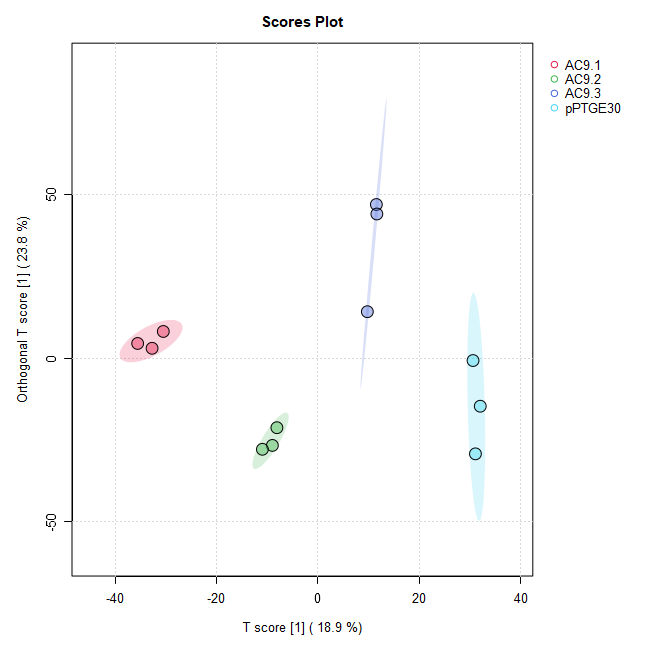 Scores Plot
AC9.1
AC9.2
AC9.3
pPTGE30
50
0
-50
Orthogonal T score [1] ( 23.8 %)
-40
-20
0
20
40
T score [1] ( 18.9 %)